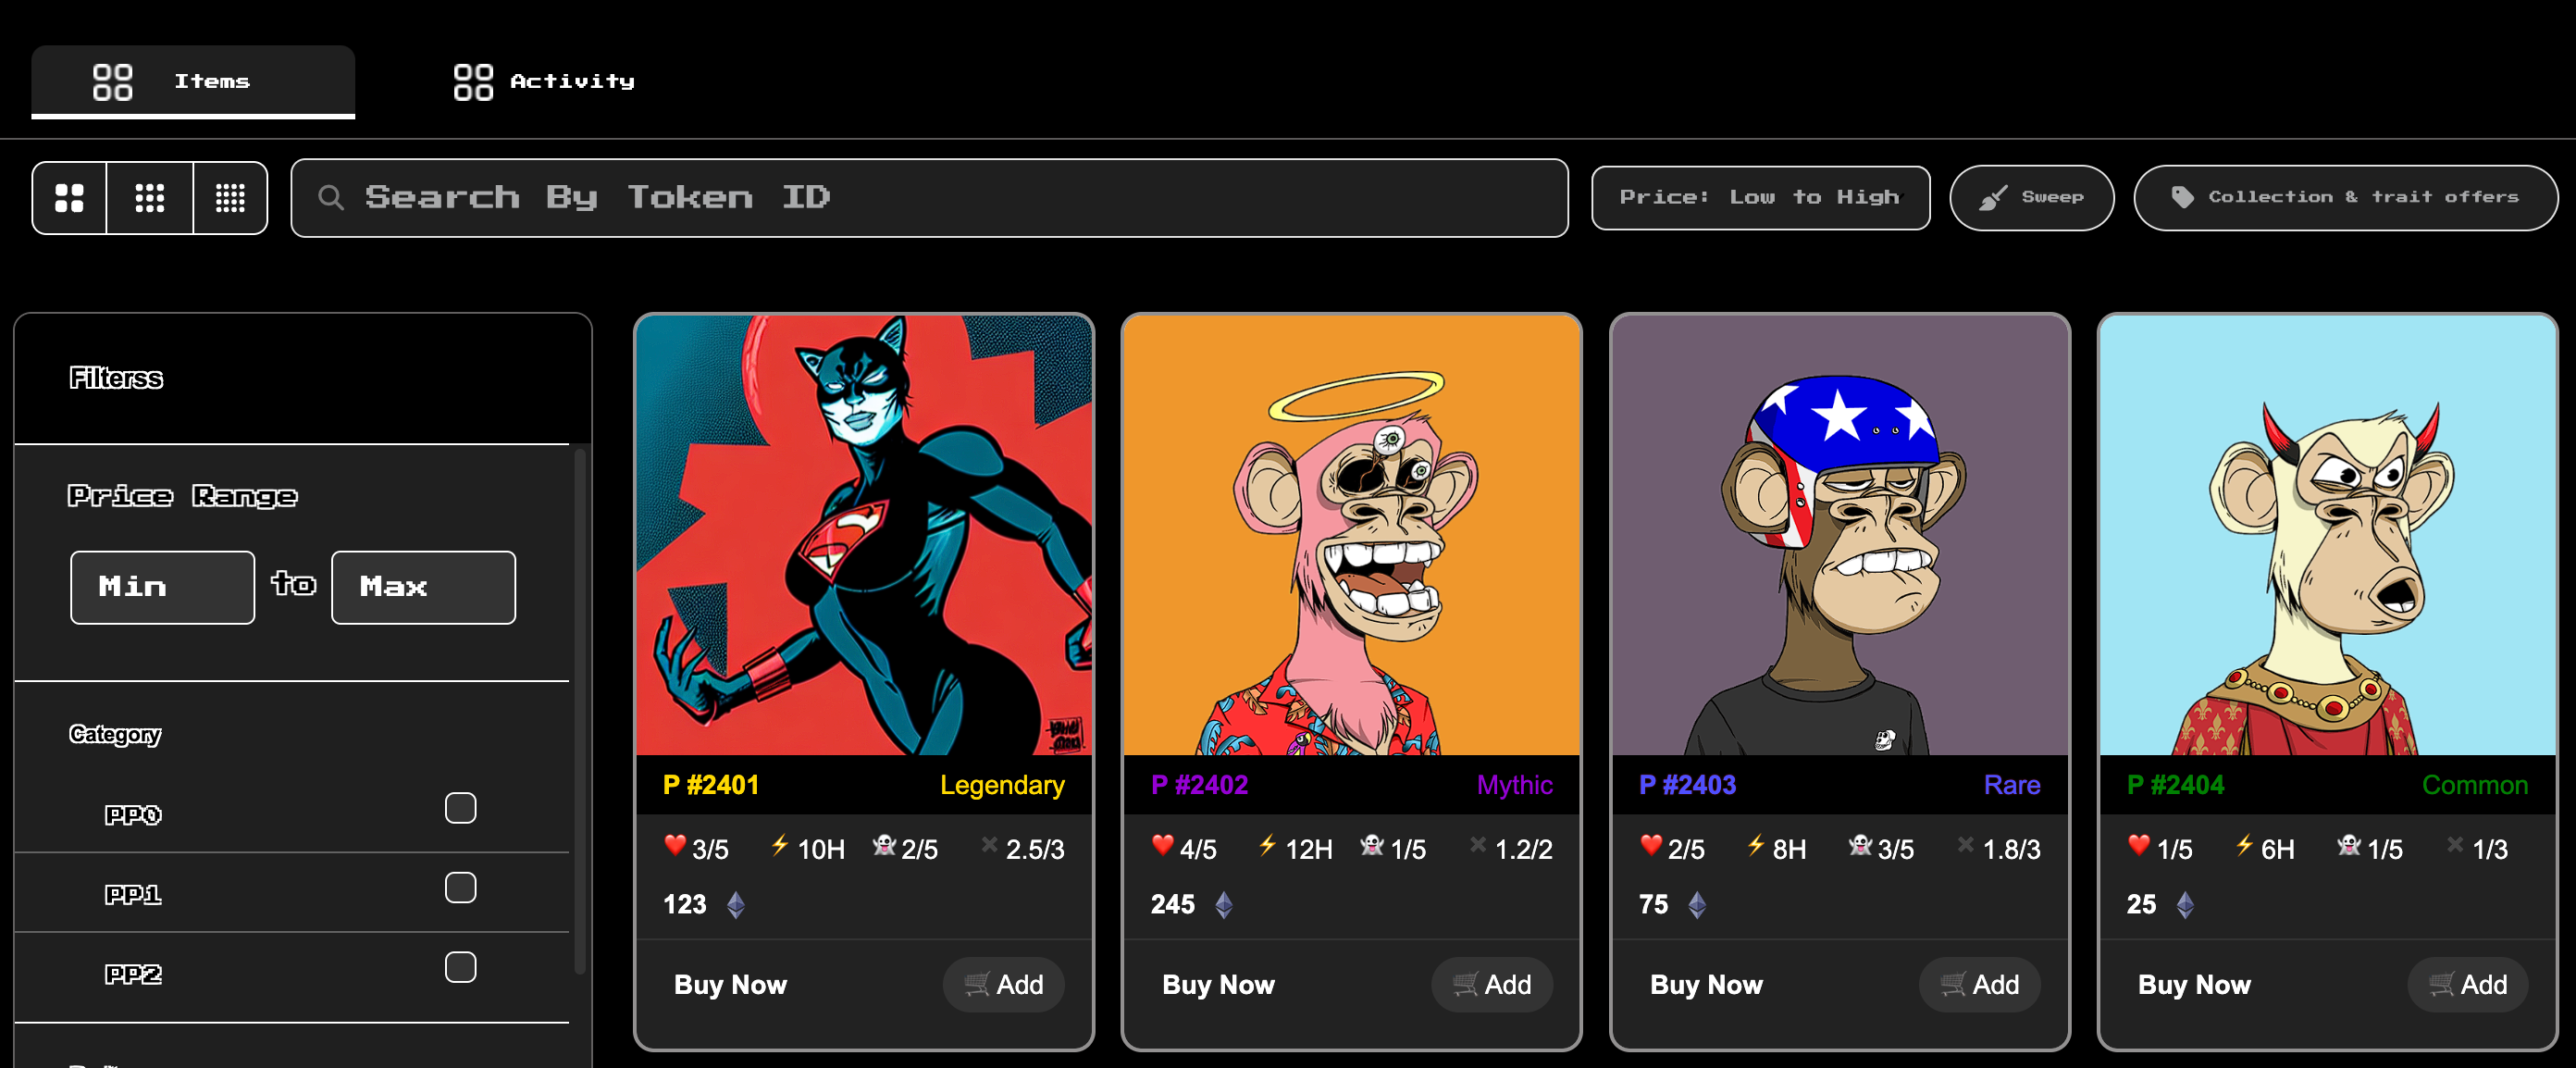 Items
Activity
Search By Token ID
Price: Low to High
Sweep
Collection & trait offers
Filterss
Price Range
Min to Max
Category
PP0
PP1
PP2
P #2401 Legendary
3/5 10H 2/5 2.5/3
123
Buy Now Add
P #2402 Mythic
4/5 12H 1/5 1.2/2
245
Buy Now Add
P #2403 Rare
2/5 8H 3/5 1.8/3
75
Buy Now Add
P #2404 Common
1/5 6H 1/5 1/3
25
Buy Now Add